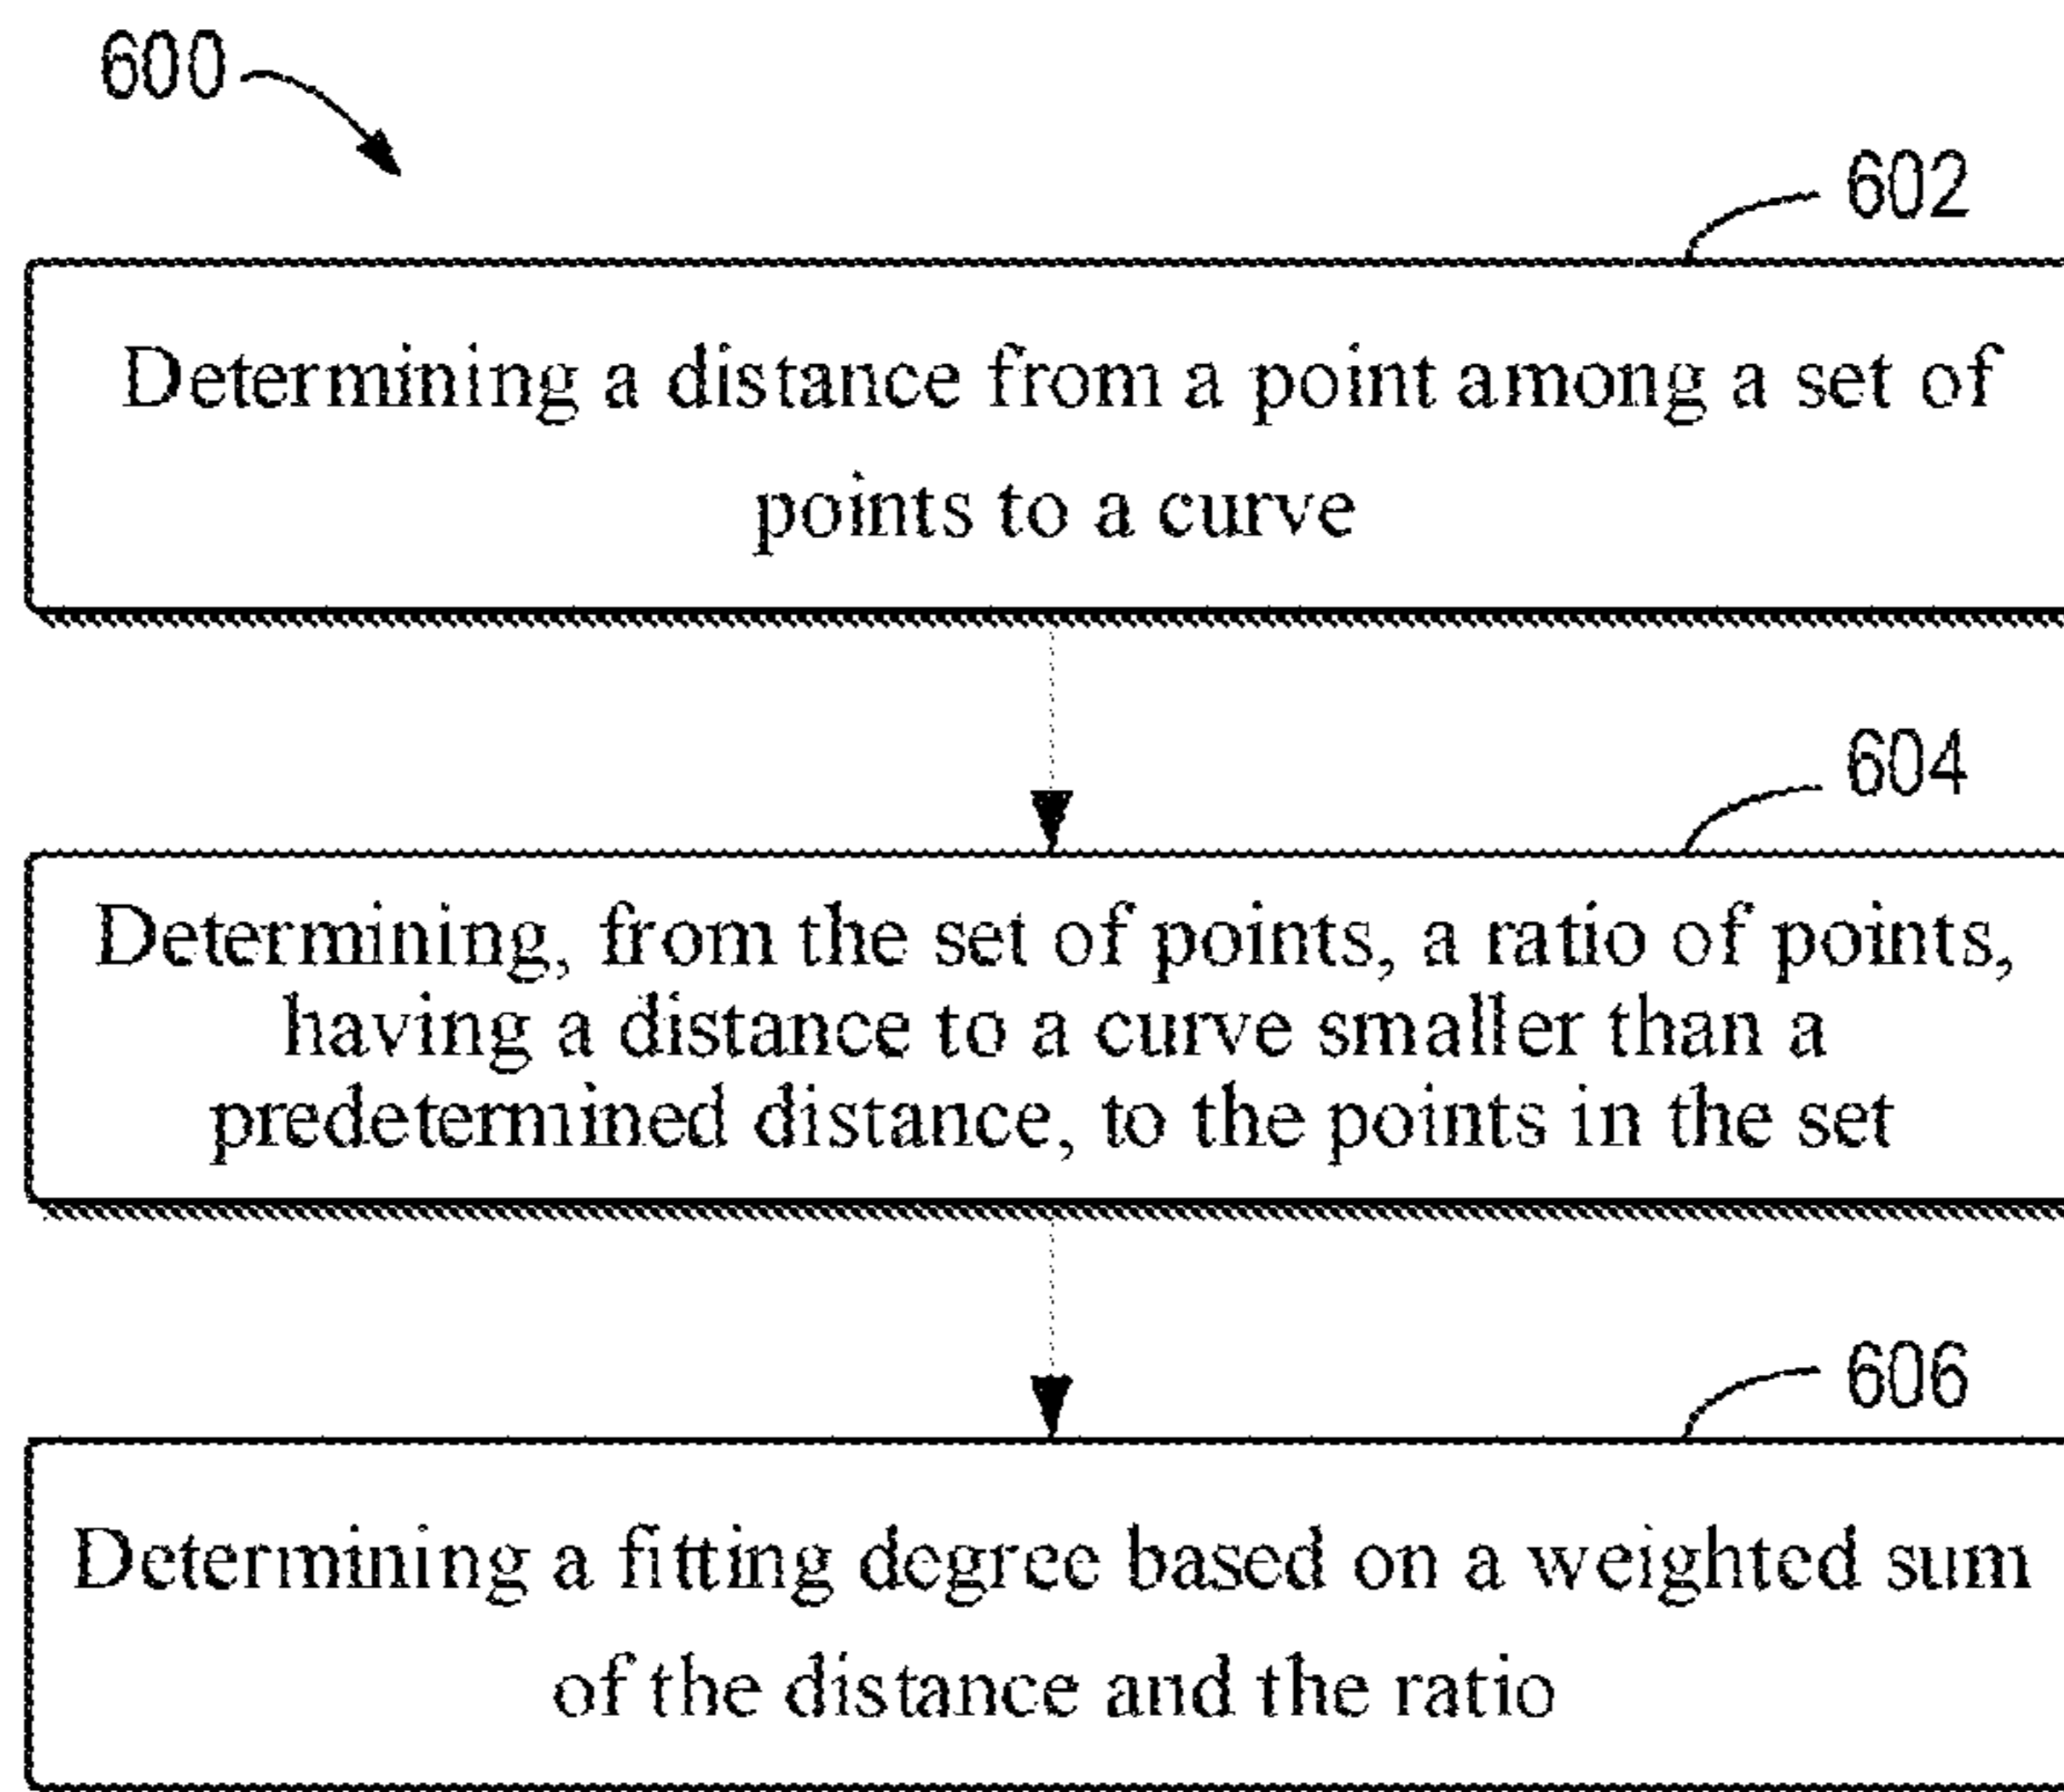 600
602
Determining a distance from a point among a set of
points to a curve
604
Determining, from the set of points, a ratio of points,
having a distance to a curve smaller than a
predetermined distance, to the points in the set
606
Determining a fitting degree based on a weighted sum
of the distance and the ratio